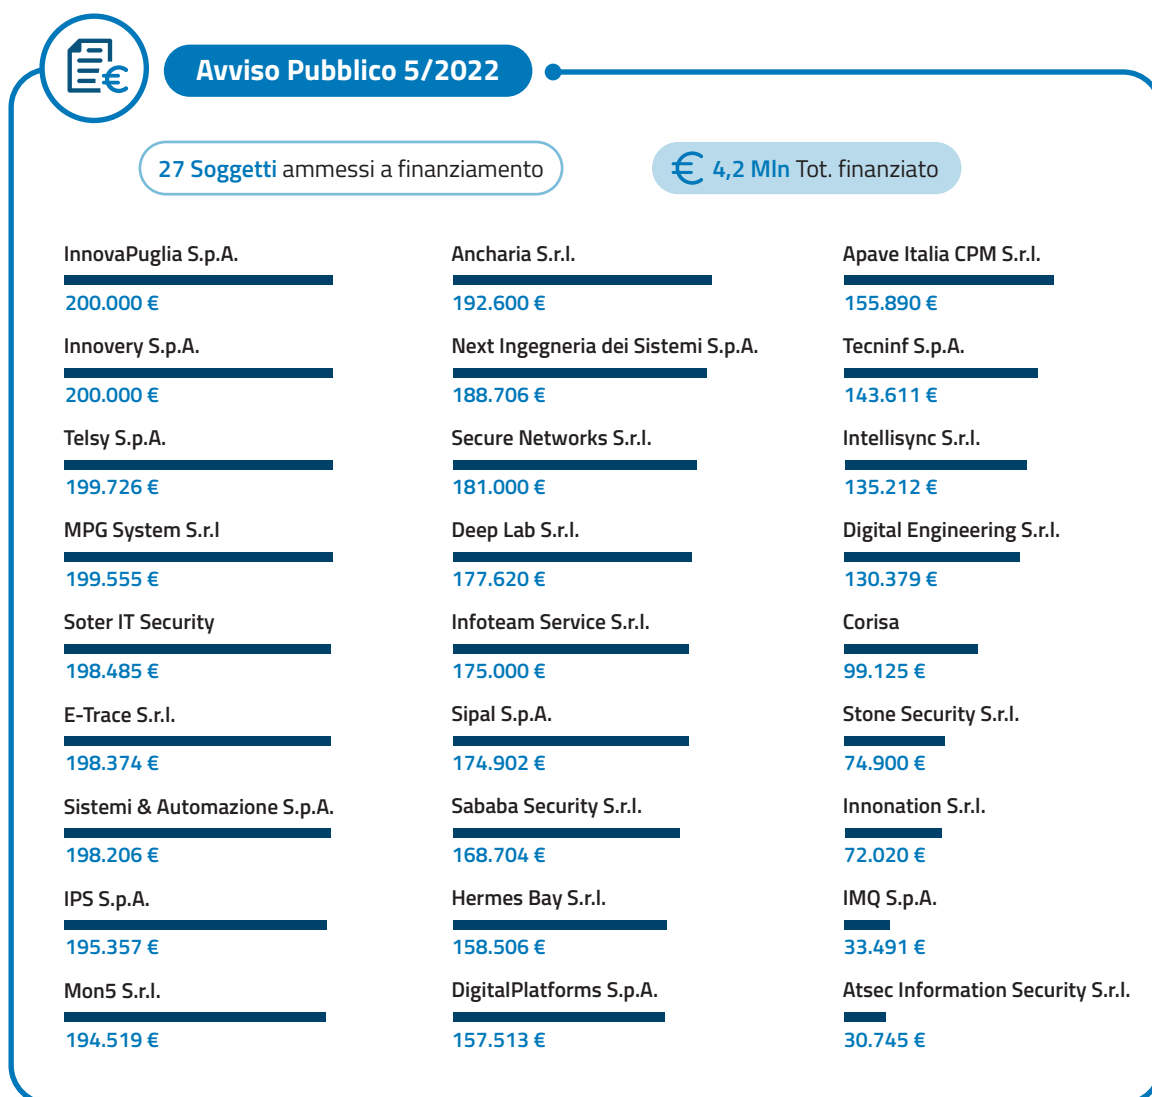 Avviso Pubblico 5/2022
27 Soggetti ammessi a finanziamento
€ 4,2 Mln Tot. finanziato
InnovaPuglia S.p.A.
200.000 €
Innovery S.p.A.
200.000 €
Telsy S.p.A.
199.726 €
MPG System S.r.l
199.555 €
Soter IT Security
198.485 €
E-Trace S.r.l.
198.374 €
Sistemi & Automazione S.p.A.
198.206 €
IPS S.p.A.
195.357 €
Mon5 S.r.l.
194.519 €
Ancharia S.r.l.
192.600 €
Next Ingegneria dei Sistemi S.p.A.
188.706 €
Secure Networks S.r.l.
181.000 €
Deep Lab S.r.l.
177.620 €
Infoteam Service S.r.l.
175.000 €
Sipal S.p.A.
174.902 €
Sababa Security S.r.l.
168.704 €
Hermes Bay S.r.l.
158.506 €
DigitalPlatforms S.p.A.
157.513 €
Apave Italia CPM S.r.l.
155.890 €
Tecninf S.p.A.
143.611 €
Intellisync S.r.l.
135.212 €
Digital Engineering S.r.l.
130.379 €
Corisa
99.125 €
Stone Security S.r.l.
74.900 €
Innonation S.r.l.
72.020 €
IMQ S.p.A.
33.491 €
Atsec Information Security S.r.l.
30.745 €